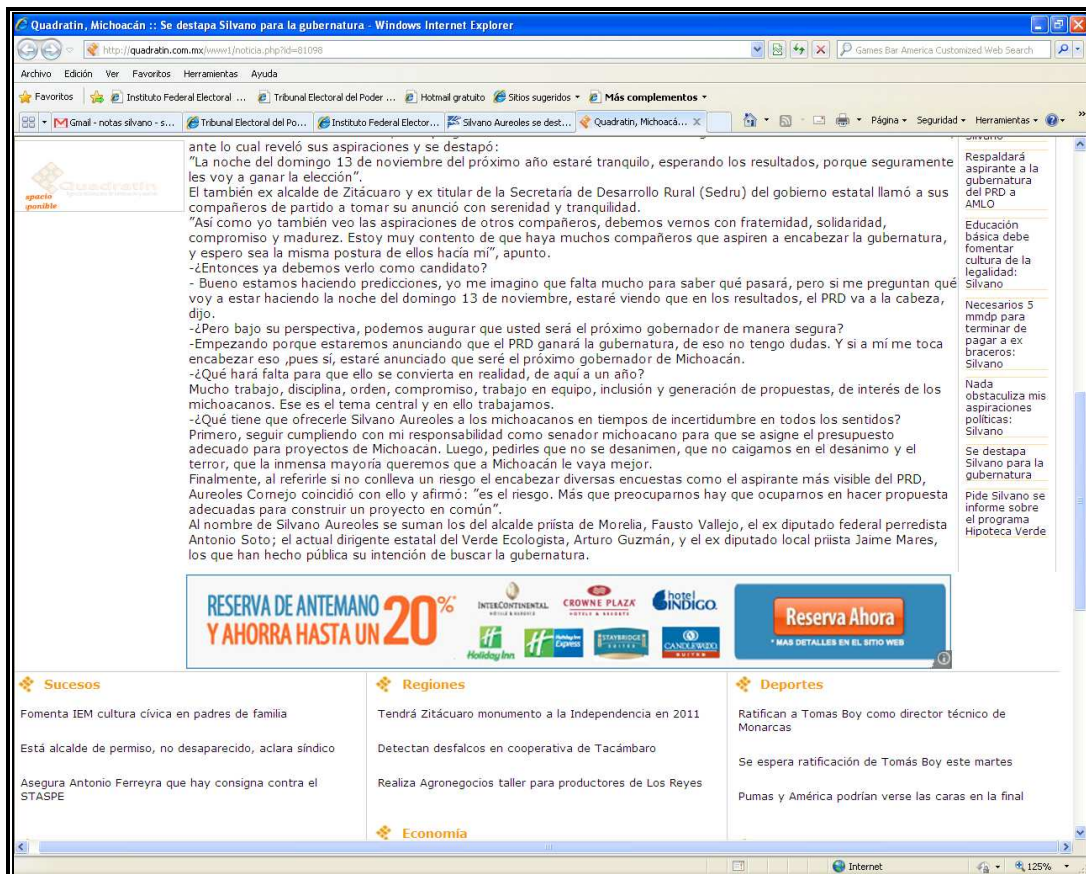 Quadratin, Michoacán :: Se destapa Silvano para la gubernatura - Windows Internet Explorer
http://quadratin.com.mx/www1/noticia.php?id=81098
Games Bar America Customized Web Search
Archivo Edición Ver Favoritos Herramientas Ayuda
Favoritos Instituto Federal Electoral ... Tribunal Electoral del Poder ... Hotmail gratuito Sitios sugeridos Más complementos
Gmail - notas silvano - s... Tribunal Electoral del Po... Instituto Federal Elector... Silvano Aureoles se dest... Quadratin, Michoacá... X Página Seguridad Herramientas
Quadratin
spacio
sponible
ante lo cual reveló sus aspiraciones y se destapó:
"La noche del domingo 13 de noviembre del próximo año estaré tranquilo, esperando los resultados, porque seguramente
les voy a ganar la elección".
El también ex alcalde de Zitácuaro y ex titular de la Secretaría de Desarrollo Rural (Sedru) del gobierno estatal llamó a sus
compañeros de partido a tomar su anunció con serenidad y tranquilidad.
"Así como yo también veo las aspiraciones de otros compañeros, debemos vernos con fraternidad, solidaridad,
compromiso y madurez. Estoy muy contento de que haya muchos compañeros que aspiren a encabezar la gubernatura,
y espero sea la misma postura de ellos hacía mí", apunto.
-¿Entonces ya debemos verlo como candidato?
- Bueno estamos haciendo predicciones, yo me imagino que falta mucho para saber qué pasará, pero si me preguntan qué
voy a estar haciendo la noche del domingo 13 de noviembre, estaré viendo que en los resultados, el PRD va a la cabeza,
dijo.
-¿Pero bajo su perspectiva, podemos augurar que usted será el próximo gobernador de manera segura?
-Empezando porque estaremos anunciando que el PRD ganará la gubernatura, de eso no tengo dudas. Y si a mí me toca
encabezar eso ,pues sí, estaré anunciado que seré el próximo gobernador de Michoacán.
-¿Qué hará falta para que ello se convierta en realidad, de aquí a un año?
Mucho trabajo, disciplina, orden, compromiso, trabajo en equipo, inclusión y generación de propuestas, de interés de los
michoacanos. Ese es el tema central y en ello trabajamos.
-¿Qué tiene que ofrecerle Silvano Aureoles a los michoacanos en tiempos de incertidumbre en todos los sentidos?
Primero, seguir cumpliendo con mi responsabilidad como senador michoacano para que se asigne el presupuesto
adecuado para proyectos de Michoacán. Luego, pedirles que no se desanimen, que no caigamos en el desánimo y el
terror, que la inmensa mayoría queremos que a Michoacán le vaya mejor.
Finalmente, al referirle si no conlleva un riesgo el encabezar diversas encuestas como el aspirante más visible del PRD,
Aureoles Cornejo coincidió con ello y afirmó: "es el riesgo. Más que preocuparnos hay que ocuparnos en hacer propuesta
adecuadas para construir un proyecto en común".
Al nombre de Silvano Aureoles se suman los del alcalde priísta de Morelia, Fausto Vallejo, el ex diputado federal perredista
Antonio Soto; el actual dirigente estatal del Verde Ecologista, Arturo Guzmán, y el ex diputado local priista Jaime Mares,
los que han hecho pública su intención de buscar la gubernatura.
Silvano
Respaldará
aspirante a la
gubernatura
del PRD a
AMLO
Educación
básica debe
fomentar
cultura de la
legalidad:
Silvano
Necesarios 5
mmdp para
terminar de
pagar a ex
braceros:
Silvano
Nada
obstaculiza mis
aspiraciones
políticas:
Silvano
Se destapa
Silvano para la
gubernatura
Pide Silvano se
informe sobre
el programa
Hipoteca Verde
RESERVA DE ANTEMANO
Y AHORRA HASTA UN 20%*
INTERCONTINENTAL
HOTELS & RESORTS
CROWNE PLAZA
HOTELS & RESORTS
hotel INDIGO.
Holiday Inn
Holiday Inn Express
STAYBRIDGE SUITES
CANDLEWOOD SUITES
Reserva Ahora
* MAS DETALLES EN EL SITIO WEB
Sucesos
Fomenta IEM cultura cívica en padres de familia
Está alcalde de permiso, no desaparecido, aclara síndico
Asegura Antonio Ferreyra que hay consigna contra el
STASPE
Regiones
Tendrá Zitácuaro monumento a la Independencia en 2011
Detectan desfalcos en cooperativa de Tacámbaro
Realiza Agronegocios taller para productores de Los Reyes
Economía
Deportes
Ratifican a Tomas Boy como director técnico de
Monarcas
Se espera ratificación de Tomás Boy este martes
Pumas y América podrían verse las caras en la final
Internet
125%